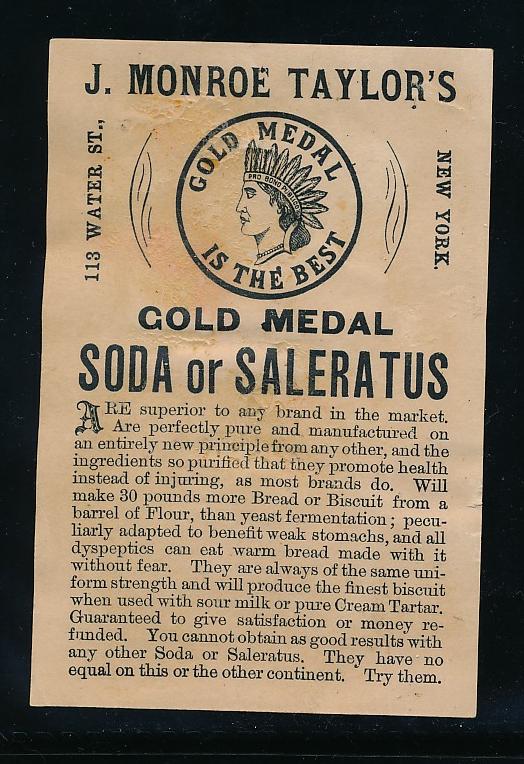 J. MONROE TAYLOR'S
113 WATER ST.,
GOLD MEDAL
PRO BONO PUBLICO
IS THE BEST
NEW YORK.
GOLD MEDAL
SODA or SALERATUS
ARE superior to any brand in the market.
Are perfectly pure and manufactured on
an entirely new principle from any other, and the
ingredients so purified that they promote health
instead of injuring, as most brands do. Will
make 30 pounds more Bread or Biscuit from a
barrel of Flour, than yeast fermentation; pecu-
liarly adapted to benefit weak stomachs, and all
dyspeptics can eat warm bread made with it
without fear. They are always of the same uni-
form strength and will produce the finest biscuit
when used with sour milk or pure Cream Tartar.
Guaranteed to give satisfaction or money re-
funded. You cannot obtain as good results with
any other Soda or Saleratus. They have no
equal on this or the other continent. Try them.